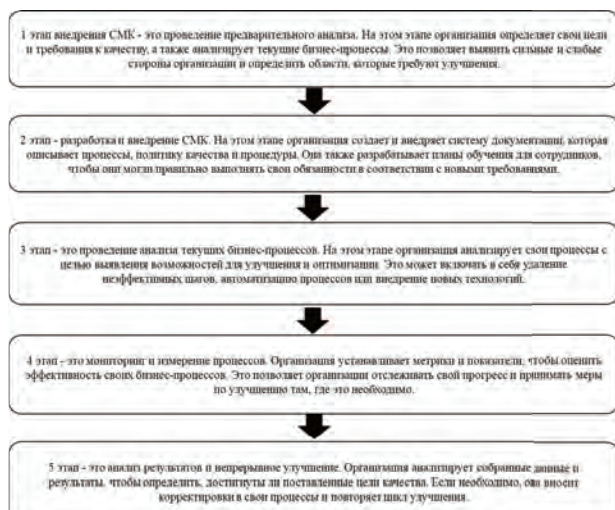 1 этап внедрения СМК - это проведение предварительного анализа. На этом этапе организация определяет свои цели
и требования к качеству, а также анализирует текущие бизнес-процессы. Это позволяет выявить сильные и слабые
стороны организации и определить области, которые требуют улучшения.
2 этап - разработка и внедрение СМК. На этом этапе организация создает и внедряет систему документации, которая
описывает процессы, политику качества и процедуры. Она также разрабатывает планы обучения для сотрудников,
чтобы они могли правильно выполнять свои обязанности в соответствии с новыми требованиями.
3 этап - это проведение анализа текущих бизнес-процессов. На этом этапе организация анализирует свои процессы с
целью выявления возможностей для улучшения и оптимизации. Это может включать в себя удаление
неэффективных шагов, автоматизацию процессов или внедрение новых технологий.
4 этап - это мониторинг и измерение процессов. Организация устанавливает метрики и показатели, чтобы оценить
эффективность своих бизнес-процессов. Это позволяет организации отслеживать свой прогресс и принимать меры
по улучшению там, где это необходимо.
5 этап - это анализ результатов и непрерывное улучшение. Организация анализирует собранные данные и
результаты, чтобы определить, достигнуты ли поставленные цели качества. Если необходимо, она вносит
корректировки в свои процессы и повторяет цикл улучшения.